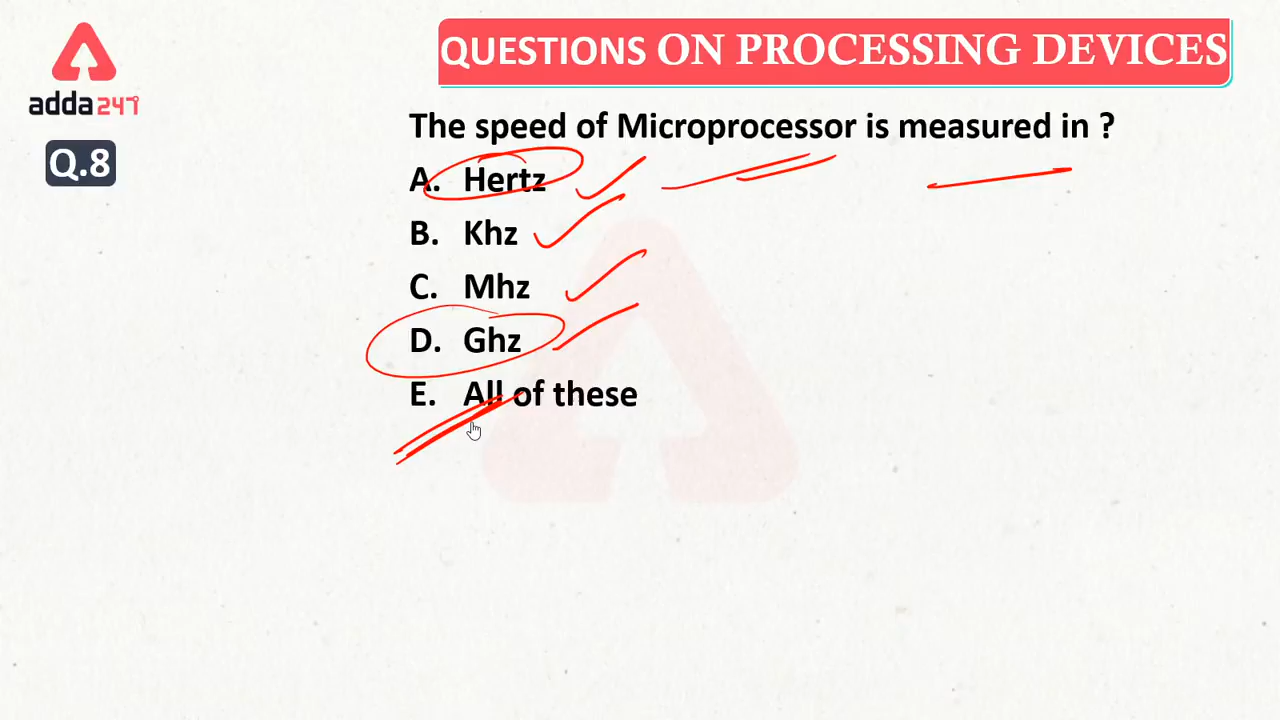 adda247
QUESTIONS ON PROCESSING DEVICES
Q.8
The speed of Microprocessor is measured in ?
A. Hertz
B. Khz
C. Mhz
D. Ghz
E. All of these